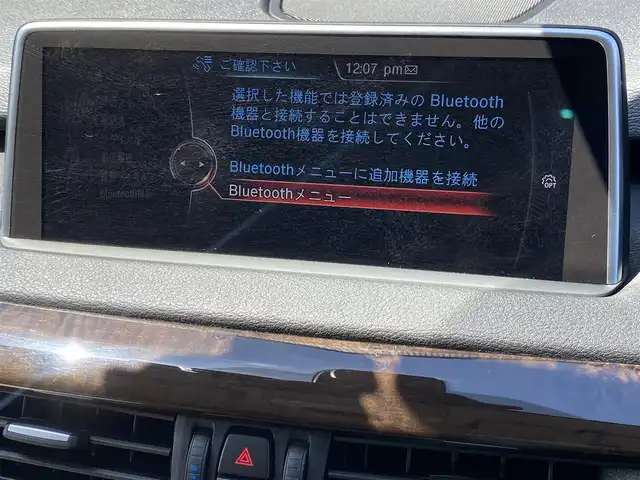 ご確認下さい
12:07 pm
選択した機能では登録済みの Bluetooth
機器と接続することはできません。他の
Bluetooth機器を接続してください。
Bluetoothメニューに追加機器を接続
Bluetoothメニュー
OPT